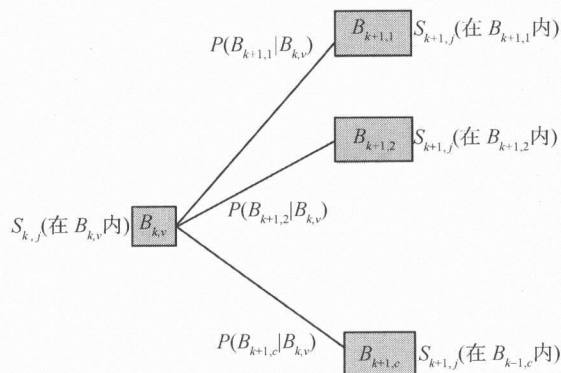 B_{k+1,1} S_{k+1,j}(在 B_{k+1,1}内)
P(B_{k+1,1}|B_{k,v})
B_{k+1,2} S_{k+1,j}(在 B_{k+1,2}内)
S_{k,j}(在 B_{k,v}内) B_{k,v}
P(B_{k+1,2}|B_{k,v})
P(B_{k+1,c}|B_{k,v})
B_{k+1,c} S_{k+1,j}(在 B_{k-1,c}内)